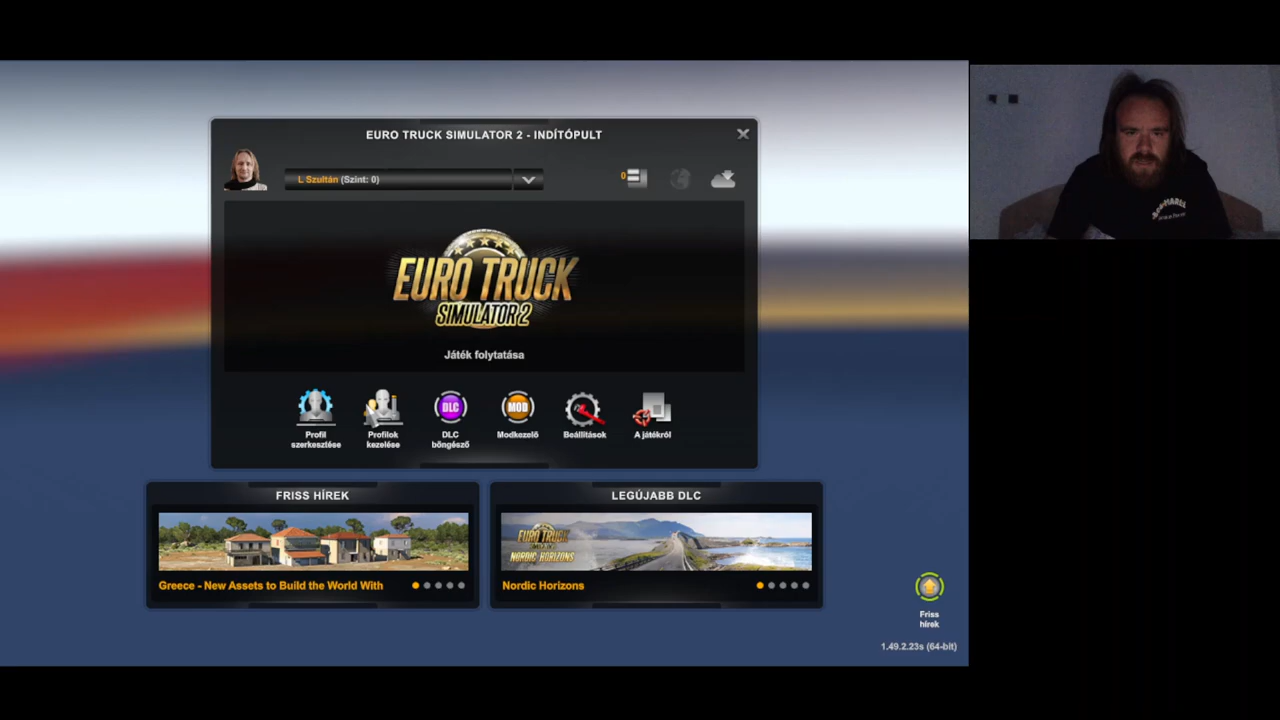 EURO TRUCK SIMULATOR 2 - INDÍTÓPULT
L Szultán (Szint: 0)
0
EURO TRUCK
SIMULATOR 2
Játék folytatása
DLC
MOD
Profil szerkesztése
Profilok kezelése
DLC böngésző
Modkezelő
Beállítások
A játékról
FRISS HÍREK
Greece - New Assets to Build the World With
LEGÚJABB DLC
EURO TRUCK
NORDIC HORIZONS
Nordic Horizons
Friss
hírek
1.49.2.23s (64-bit)